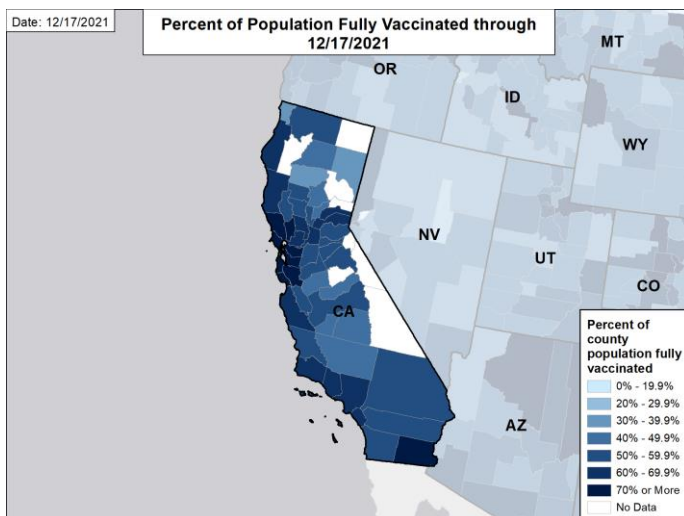 Date: 12/17/2021
Percent of Population Fully Vaccinated through
12/17/2021
MT
OR
ID
WY
NV
UT
CO
CA
AZ
Percent of
county
population fully
vaccinated
0% - 19.9%
20% - 29.9%
30% - 39.9%
40% - 49.9%
50% - 59.9%
60% - 69.9%
70% or More
No Data